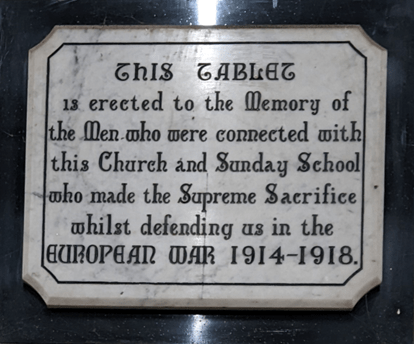 THIS TABLET
is erected to the Memory of
the Men who were connected with
this Church and Sunday School
who made the Supreme Sacrifice
whilst defending us in the
EUROPEAN WAR 1914-1918.